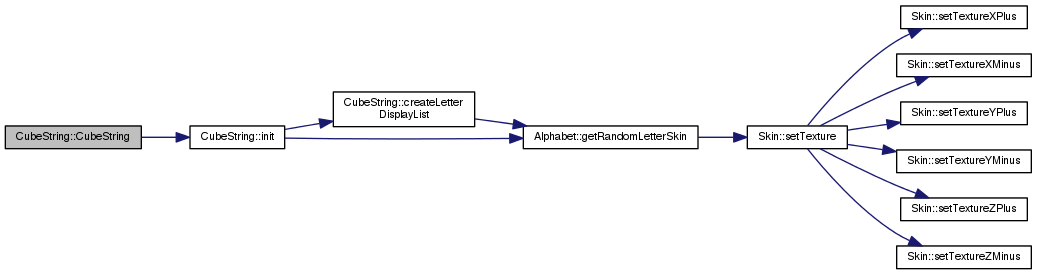 CubeString::CubeString
CubeString::init
CubeString::createLetter
DisplayList
Alphabet::getRandomLetterSkin
Skin::setTexture
Skin::setTextureXPlus
Skin::setTextureXMinus
Skin::setTextureYPlus
Skin::setTextureYMinus
Skin::setTextureZPlus
Skin::setTextureZMinus